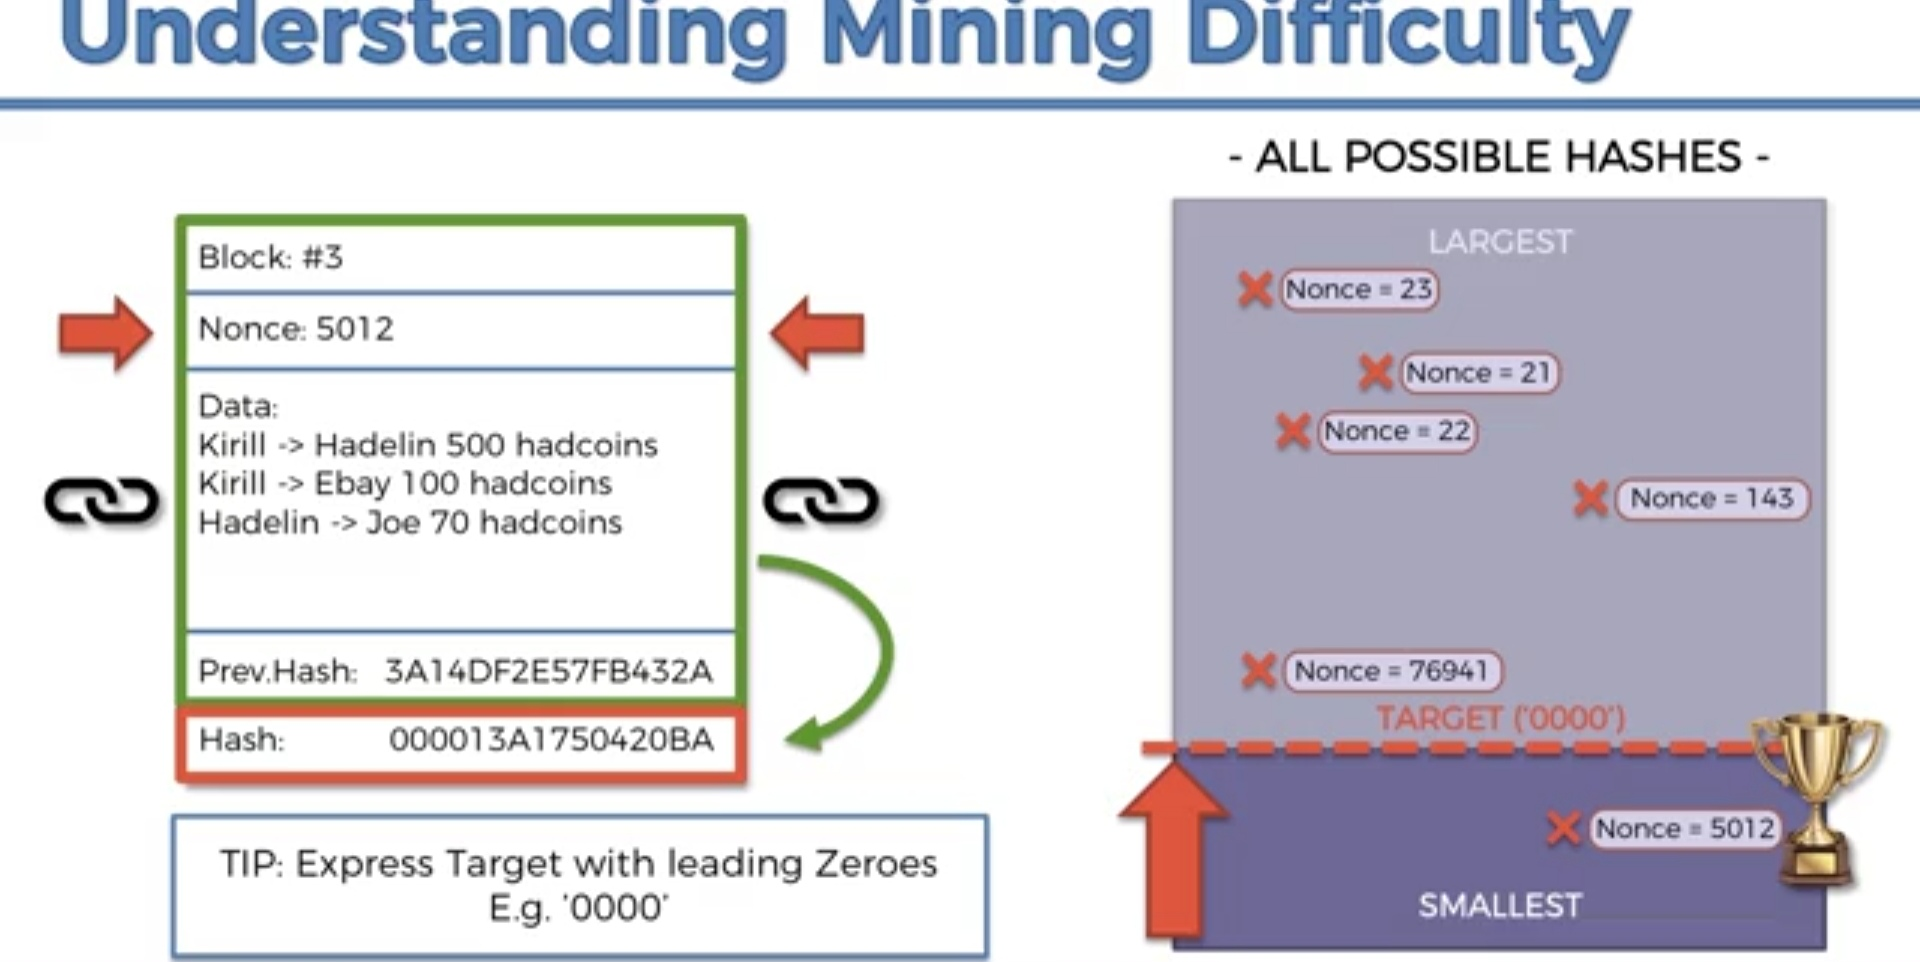 Understanding Mining Difficulty
Block: #3
Nonce: 5012
Data:
Kirill -> Hadelin 500 hadcoins
Kirill -> Ebay 100 hadcoins
Hadelin -> Joe 70 hadcoins
Prev.Hash: 3A14DF2E57FB432A
Hash: 000013A1750420BA
TIP: Express Target with leading Zeroes
E.g. '0000'
- ALL POSSIBLE HASHES -
LARGEST
Nonce = 23
Nonce = 21
Nonce = 22
Nonce = 143
Nonce = 76941
TARGET ('0000')
Nonce = 5012
SMALLEST